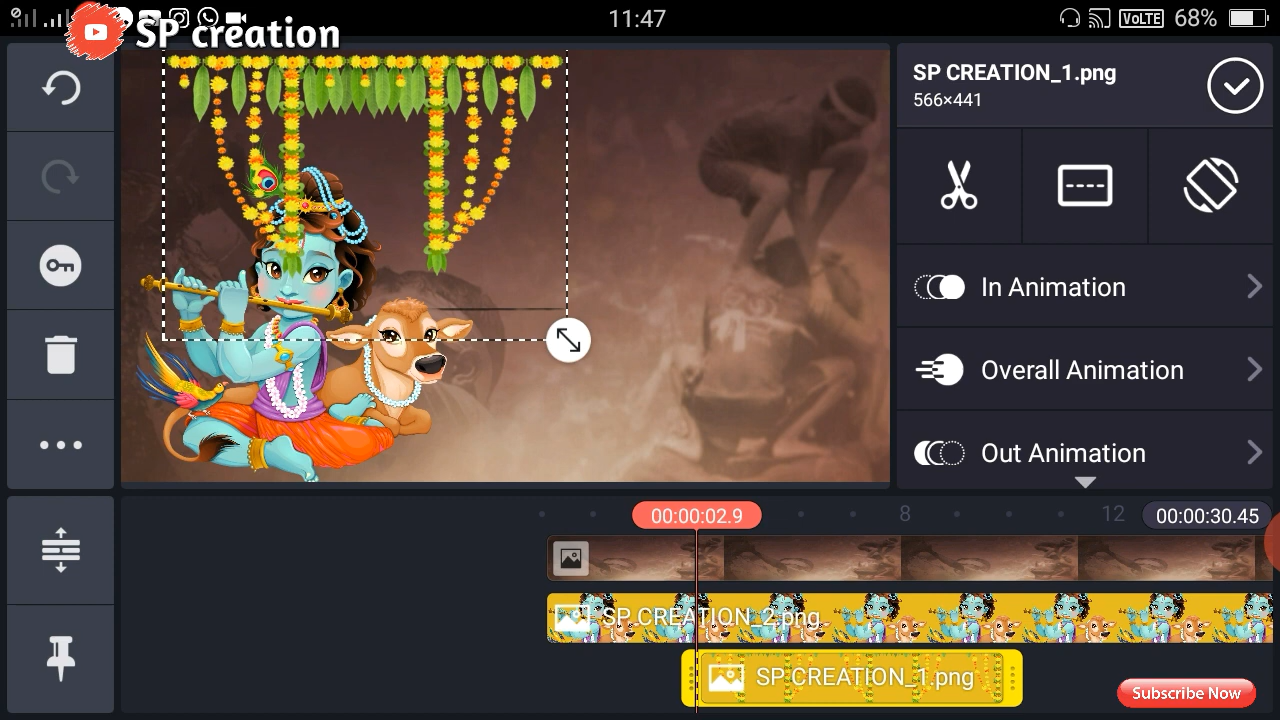 11:47
VoLTE 68%
SP creation
SP CREATION_1.png
566×441
In Animation
Overall Animation
Out Animation
00:00:02.9
8
12
00:00:30.45
SP CREATION_2.png
SP CREATION_1.png
Subscribe Now